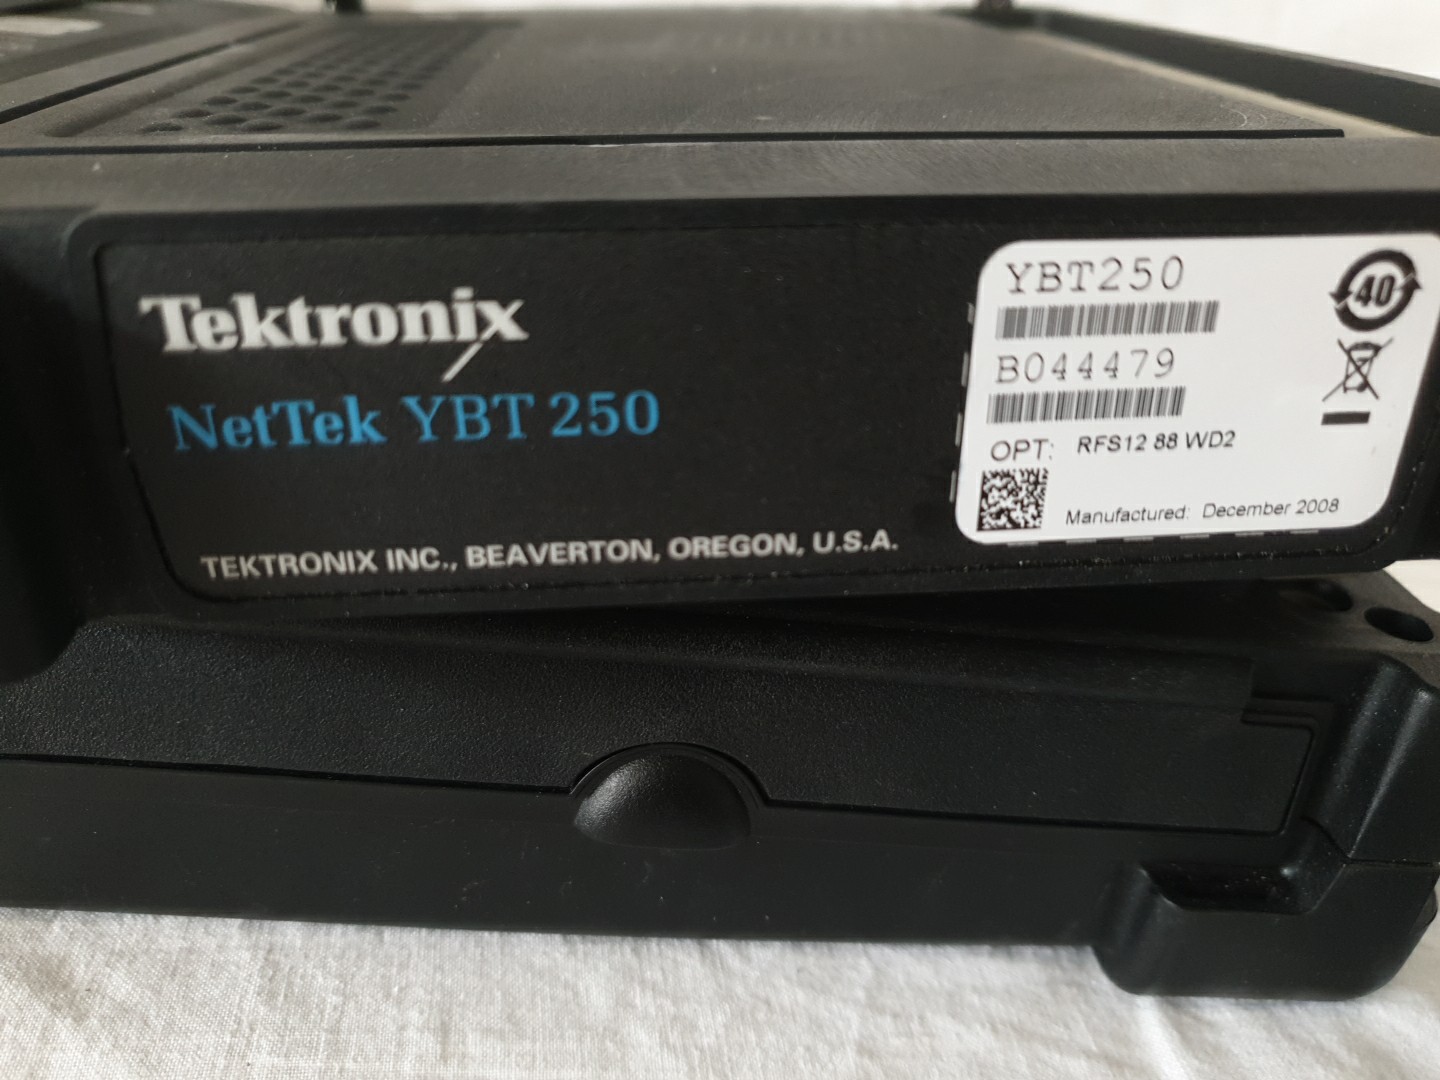 Tektronix
NetTek YBT 250
TEKTRONIX INC., BEAVERTON, OREGON, U.S.A.
YBT250
B044479
OPT: RFS12 88 WD2
Manufactured: December 2008
40